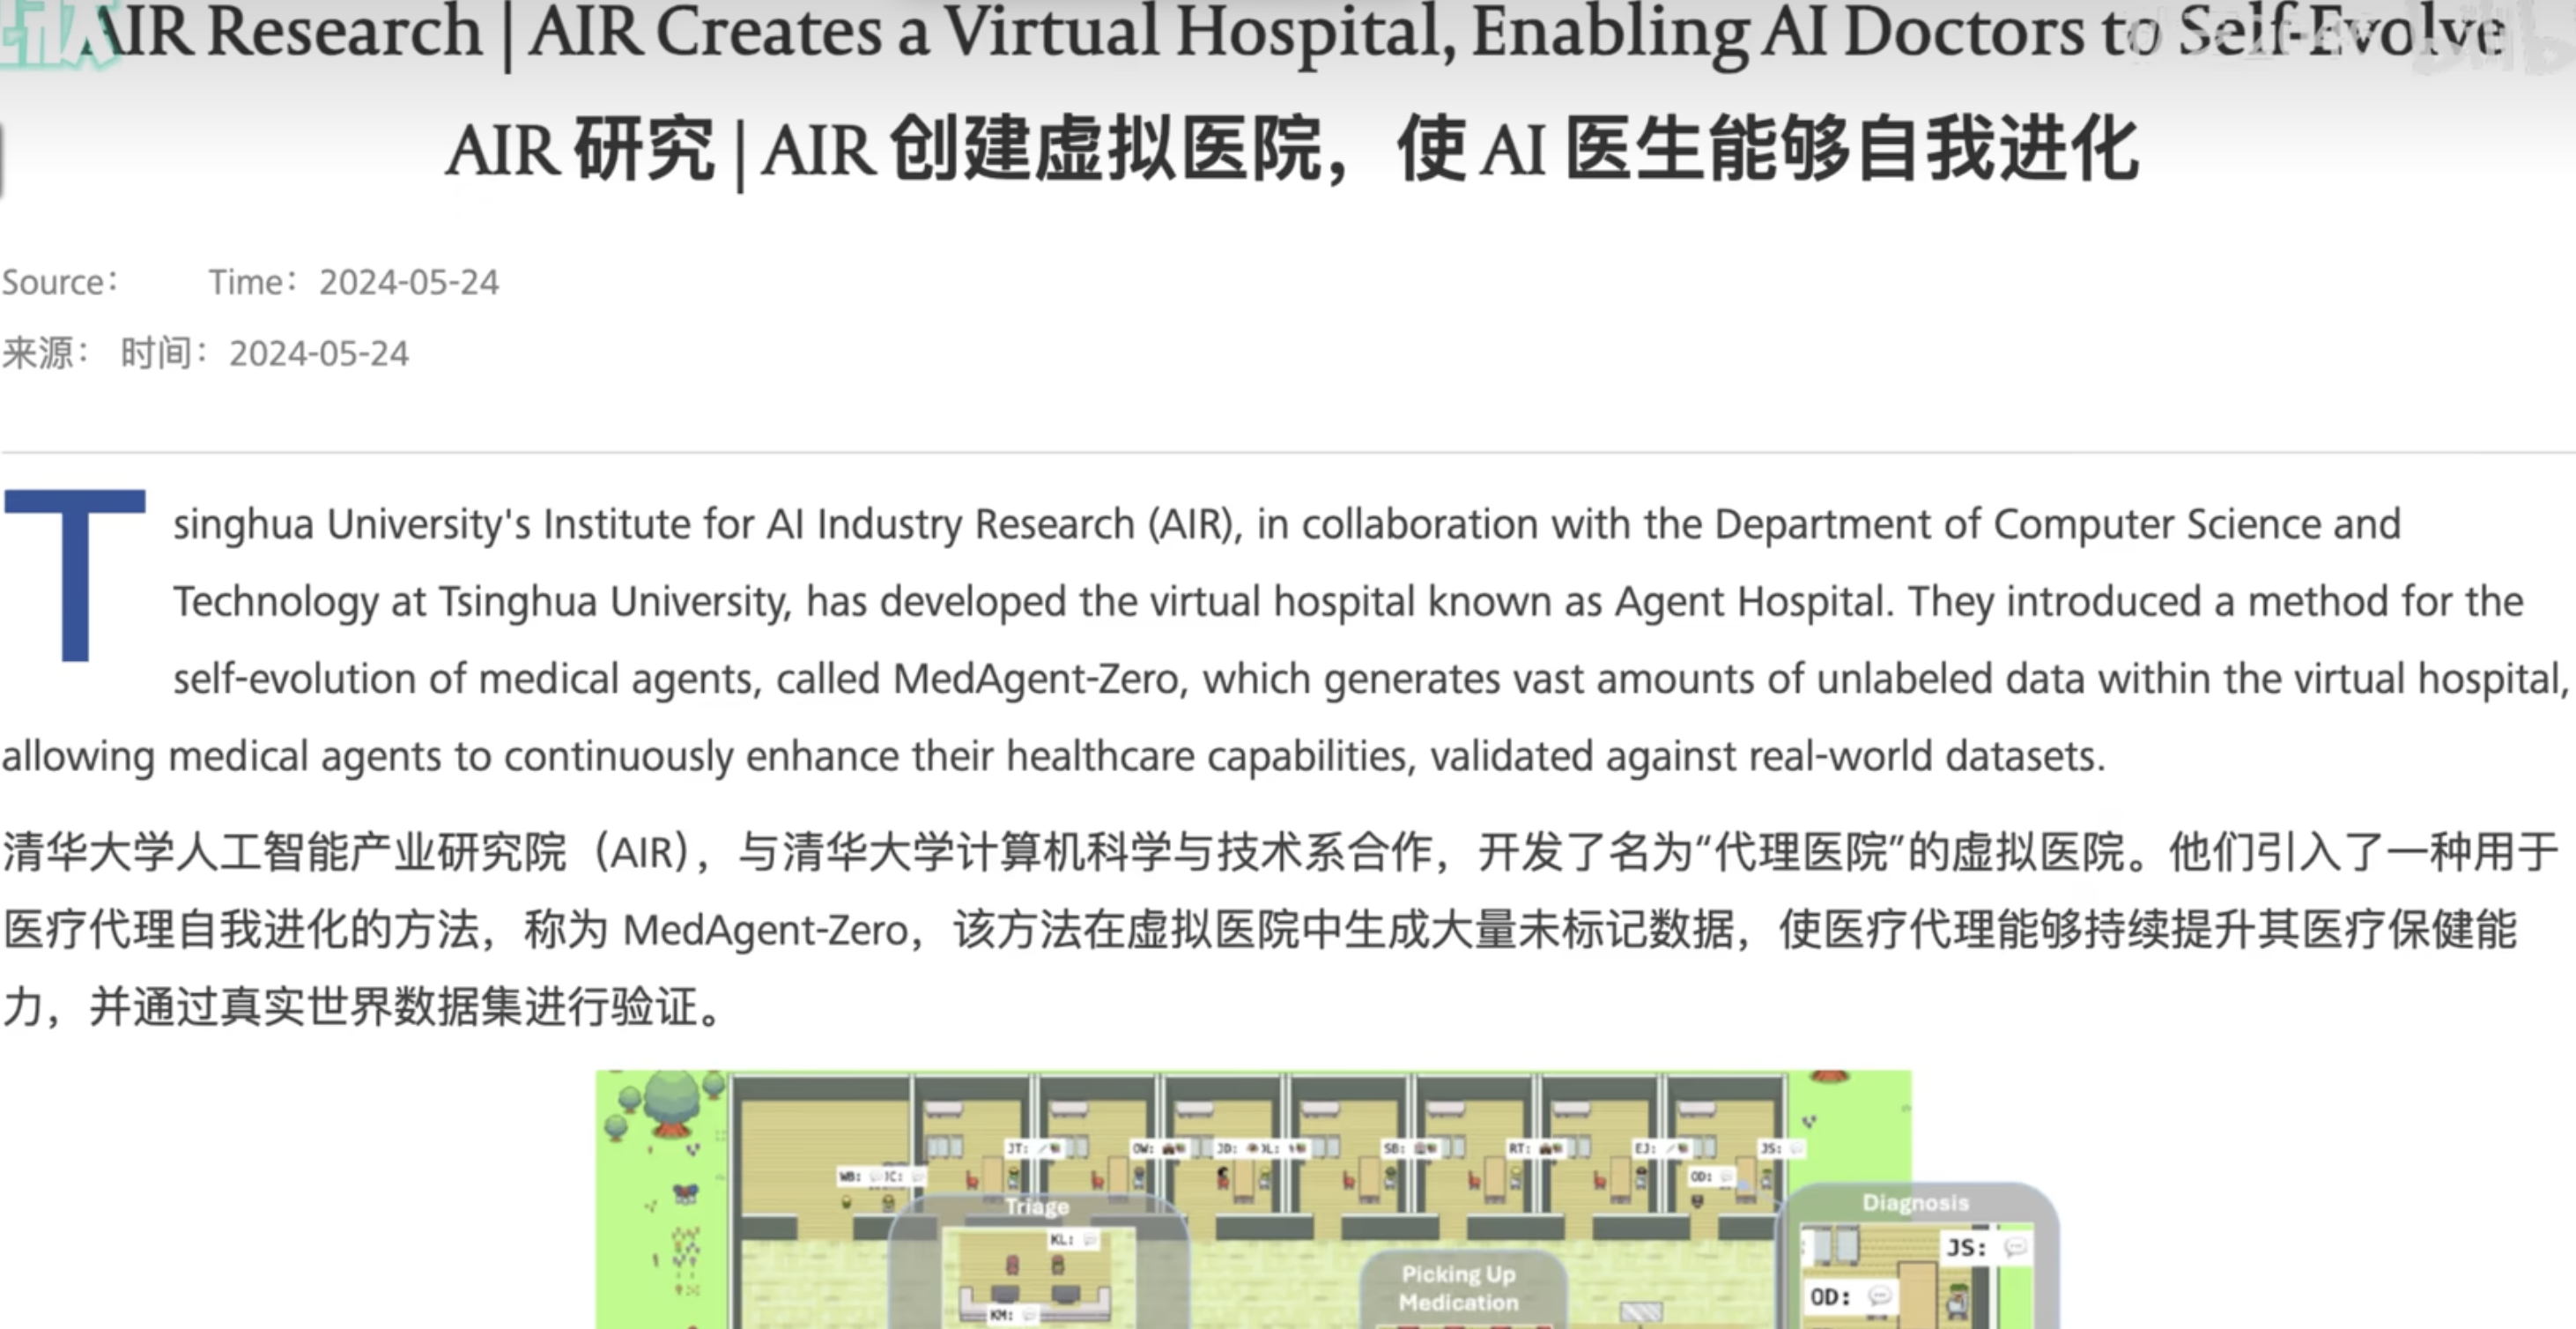 AIR Research | AIR Creates a Virtual Hospital, Enabling AI Doctors to Self-Evolve
AIR 研究 | AIR 创建虚拟医院，使 AI 医生能够自我进化
Source： Time：2024-05-24
来源： 时间：2024-05-24
Tsinghua University's Institute for AI Industry Research (AIR), in collaboration with the Department of Computer Science and
Technology at Tsinghua University, has developed the virtual hospital known as Agent Hospital. They introduced a method for the
self-evolution of medical agents, called MedAgent-Zero, which generates vast amounts of unlabeled data within the virtual hospital,
allowing medical agents to continuously enhance their healthcare capabilities, validated against real-world datasets.
清华大学人工智能产业研究院（AIR），与清华大学计算机科学与技术系合作，开发了名为“代理医院”的虚拟医院。他们引入了一种用于
医疗代理自我进化的方法，称为 MedAgent-Zero，该方法在虚拟医院中生成大量未标记数据，使医疗代理能够持续提升其医疗保健能
力，并通过真实世界数据集进行验证。
JT: OW: JD: SB: RT: EJ: JS:
WB: OD:
Triage
Diagnosis
KL:
JS:
Picking Up
Medication
OD:
KM: